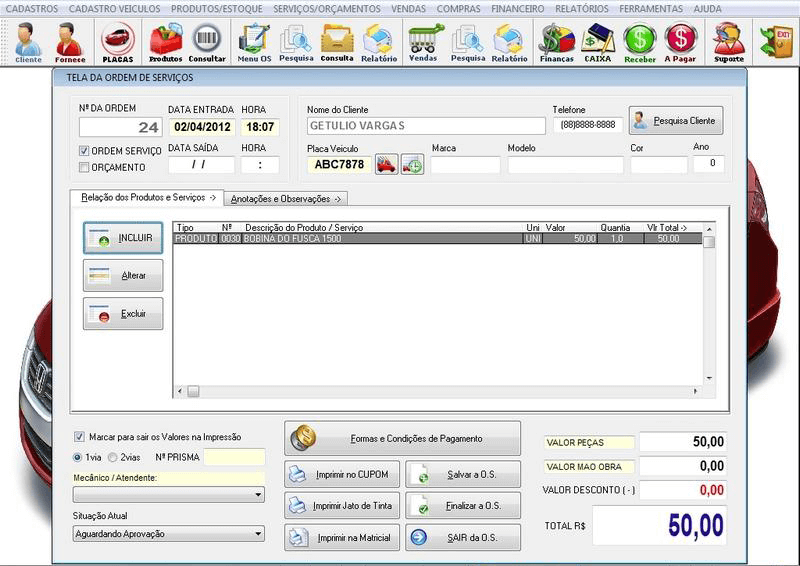 CADASTROS CADASTRO VEICULOS PRODUTOS/ESTOQUE SERVIÇOS/ORÇAMENTOS VENDAS COMPRAS FINANCEIRO RELATÓRIOS FERRAMENTAS AJUDA
Cliente Fornece PLACAS Produtos Consultar Menu OS Pesquisa Consulta Relatório Vendas Pesquisa Relatório Finanças CAIXA Receber A Pagar Suporte EXIT
TELA DA ORDEM DE SERVIÇOS
Nº DA ORDEM DATA ENTRADA HORA Nome do Cliente Telefone
24 02/04/2012 18:07 GETULIO VARGAS (88)8888-8888 Pesquisa Cliente
ORDEM SERVIÇO DATA SAÍDA HORA Placa Veiculo Marca Modelo Cor Ano
ORÇAMENTO / / : ABC7878 0
Relação dos Produtos e Serviços -> Anotações e Observações ->
Tipo Nº Descrição do Produto / Serviço Uni Valor Quantia Vlr Total ->
PRODUTO 0030 BOBINA DO FUSCA 1500 UNI 50,00 1,0 50,00
INCLUIR
Alterar
Excluir
Marcar para sair os Valores na Impressão
1via 2vias Nº PRISMA
Mecânico / Atendente:
Situação Atual
Aguardando Aprovação
Formas e Condições de Pagamento
Imprimir no CUPOM Salvar a O.S.
Imprimir Jato de Tinta Finalizar a O.S.
Imprimir na Matricial SAIR da O.S.
VALOR PEÇAS 50,00
VALOR MAO OBRA 0,00
VALOR DESCONTO ( - ) 0,00
TOTAL R$ 50,00